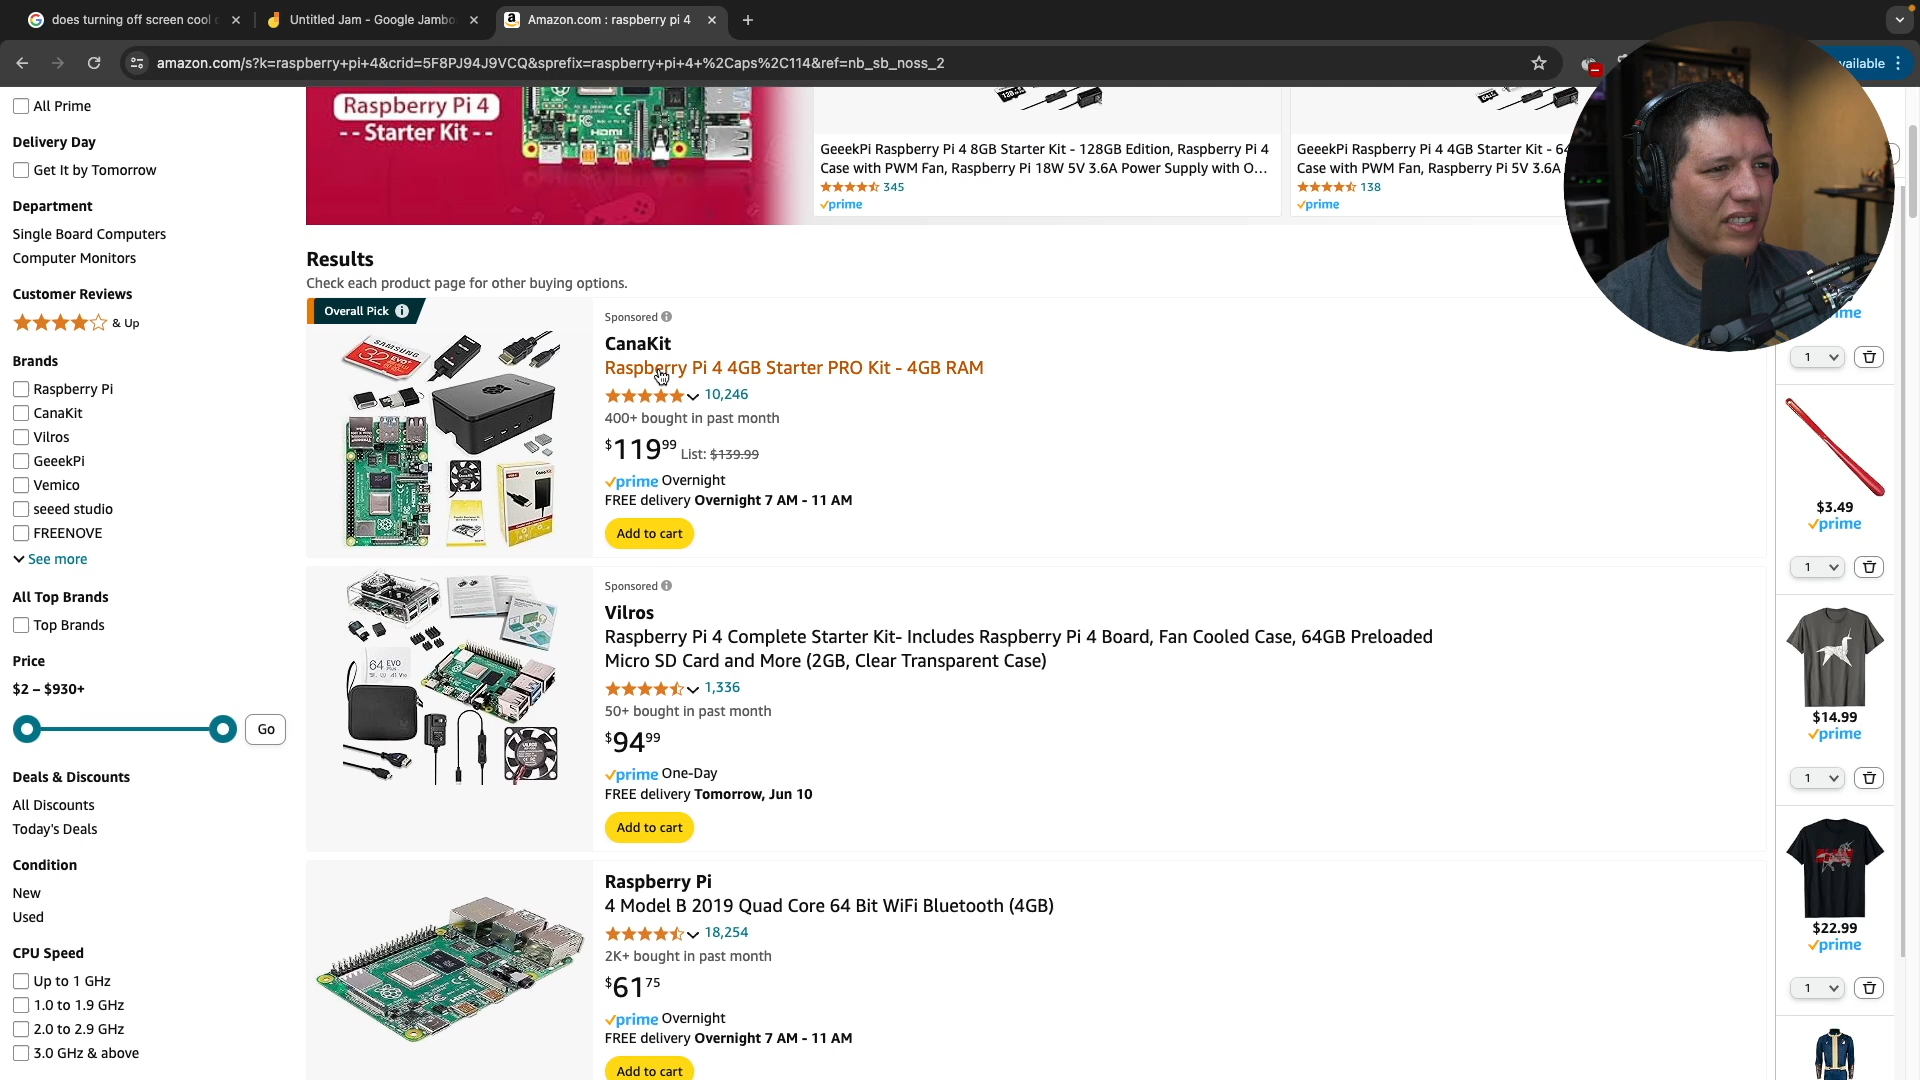 does turning off screen cool
Untitled Jam - Google Jambo
Amazon.com : raspberry pi 4
amazon.com/s?k=raspberry+pi+4&crid=5F8PJ94J9VCQ&sprefix=raspberry+pi+4+%2Caps%2C114&ref=nb_sb_noss_2
vailable
All Prime
Delivery Day
Get It by Tomorrow
Department
Single Board Computers
Computer Monitors
Customer Reviews
& Up
Brands
Raspberry Pi
CanaKit
Vilros
GeeekPi
Vemico
seeed studio
FREENOVE
See more
All Top Brands
Top Brands
Price
$2 – $930+
Go
Deals & Discounts
All Discounts
Today's Deals
Condition
New
Used
CPU Speed
Up to 1 GHz
1.0 to 1.9 GHz
2.0 to 2.9 GHz
3.0 GHz & above
Raspberry Pi 4
-- Starter Kit --
HDMI
GeeekPi Raspberry Pi 4 8GB Starter Kit - 128GB Edition, Raspberry Pi 4
Case with PWM Fan, Raspberry Pi 18W 5V 3.6A Power Supply with O...
345
prime
GeeekPi Raspberry Pi 4 4GB Starter Kit - 64
Case with PWM Fan, Raspberry Pi 5V 3.6A
138
prime
Results
Check each product page for other buying options.
Overall Pick
SAMSUNG
32 EVO+
Sponsored
CanaKit
Raspberry Pi 4 4GB Starter PRO Kit - 4GB RAM
10,246
400+ bought in past month
$119.99 List: $139.99
prime Overnight
FREE delivery Overnight 7 AM - 11 AM
Add to cart
64 EVO
Sponsored
Vilros
Raspberry Pi 4 Complete Starter Kit- Includes Raspberry Pi 4 Board, Fan Cooled Case, 64GB Preloaded
Micro SD Card and More (2GB, Clear Transparent Case)
1,336
50+ bought in past month
$94.99
prime One-Day
FREE delivery Tomorrow, Jun 10
Add to cart
Raspberry Pi
4 Model B 2019 Quad Core 64 Bit WiFi Bluetooth (4GB)
18,254
2K+ bought in past month
$61.75
prime Overnight
FREE delivery Overnight 7 AM - 11 AM
Add to cart
ime
1
$3.49
prime
1
$14.99
prime
1
$22.99
prime
1